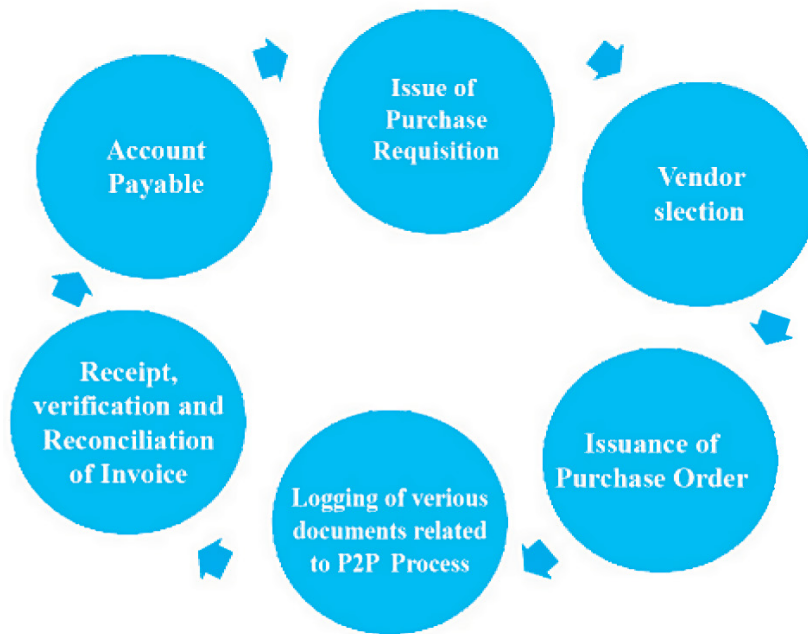 Issue of
Purchase
Requisition
Vendor
slection
Issuance of
Purchase Order
Logging of verious
documents related
to P2P Process
Receipt,
verification and
Reconciliation
of Invoice
Account
Payable